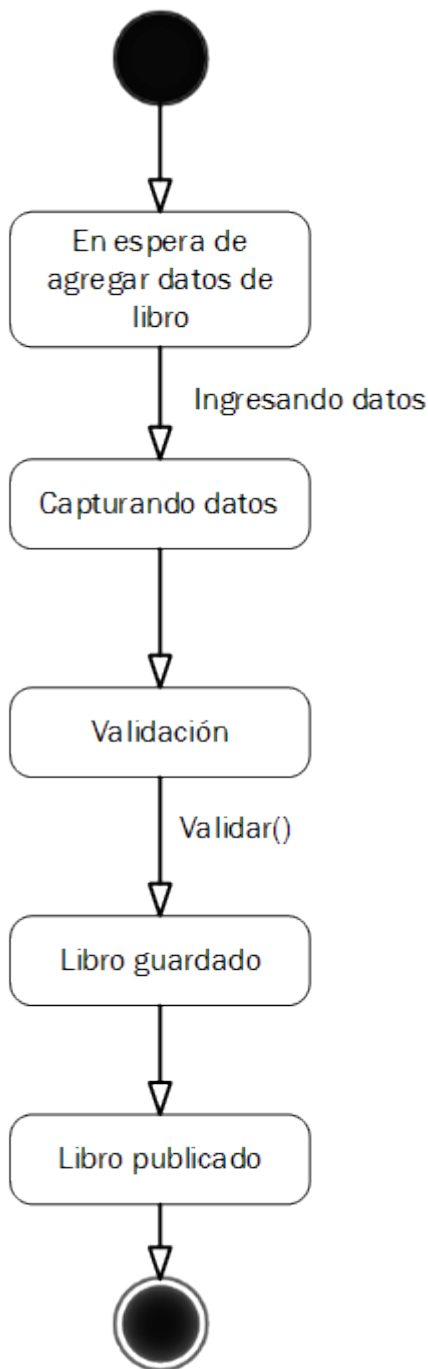 En espera de
agregar datos de
libro
Ingresando datos
Capturando datos
Validación
Validar()
Libro guardado
Libro publicado